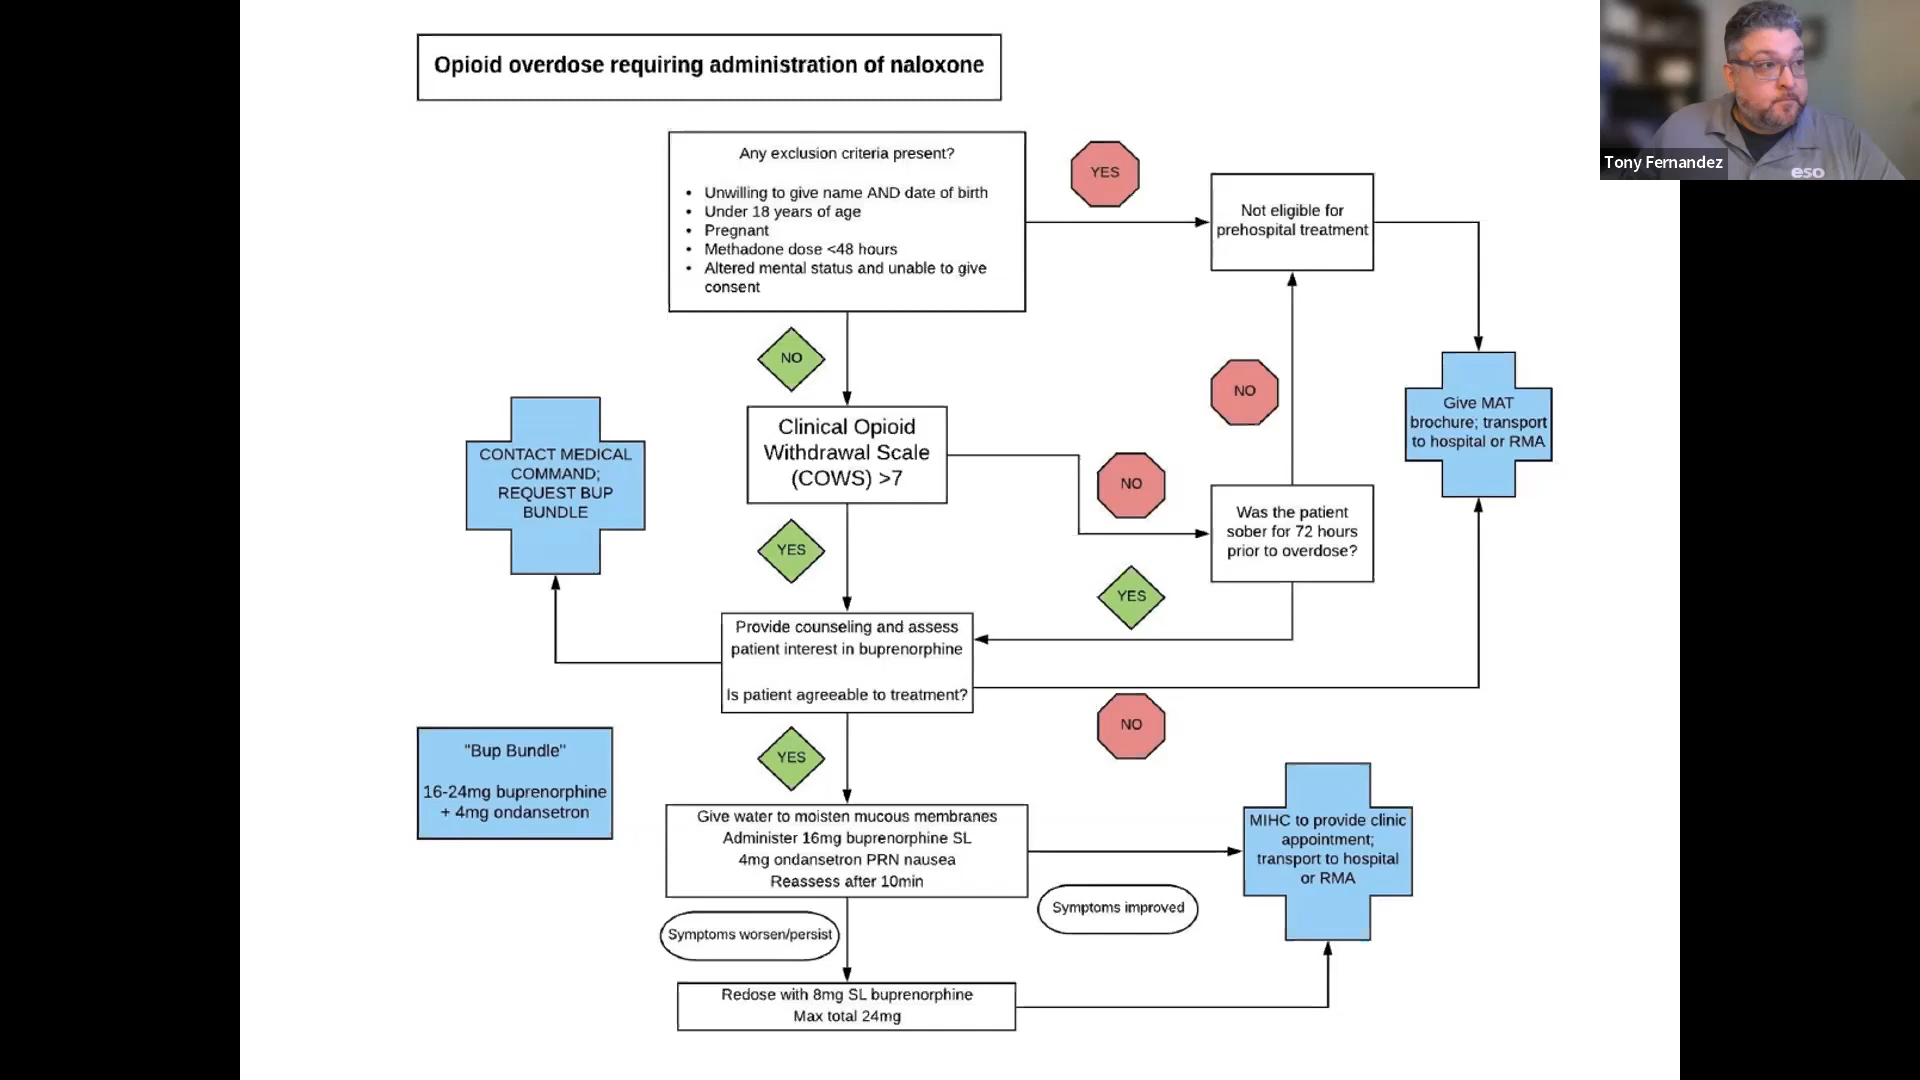 Opioid overdose requiring administration of naloxone
Tony Fernandez
eso
Any exclusion criteria present?
• Unwilling to give name AND date of birth
• Under 18 years of age
• Pregnant
• Methadone dose <48 hours
• Altered mental status and unable to give
consent
YES
Not eligible for
prehospital treatment
NO
NO
Give MAT
brochure; transport
to hospital or RMA
Clinical Opioid
Withdrawal Scale
(COWS) >7
CONTACT MEDICAL
COMMAND;
REQUEST BUP
BUNDLE
NO
Was the patient
sober for 72 hours
prior to overdose?
YES
YES
Provide counseling and assess
patient interest in buprenorphine
Is patient agreeable to treatment?
NO
YES
"Bup Bundle"
16-24mg buprenorphine
+ 4mg ondansetron
Give water to moisten mucous membranes
Administer 16mg buprenorphine SL
4mg ondansetron PRN nausea
Reassess after 10min
MIHC to provide clinic
appointment;
transport to hospital
or RMA
Symptoms improved
Symptoms worsen/persist
Redose with 8mg SL buprenorphine
Max total 24mg